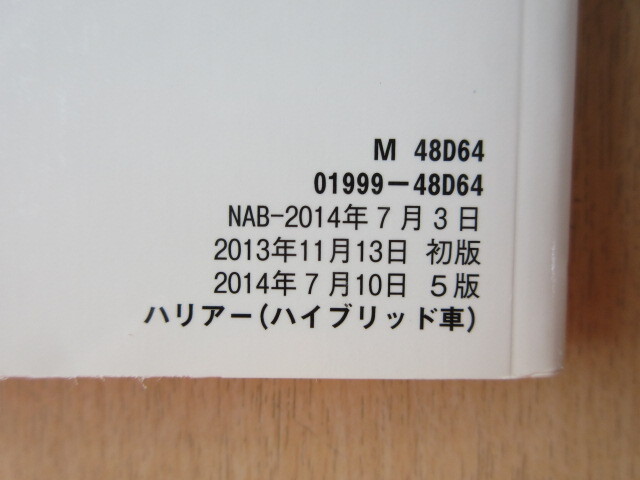 M 48D64
01999-48D64
NAB-2014年7月3日
2013年11月13日 初版
2014年7月10日 5版
ハリアー(ハイブリッド車)